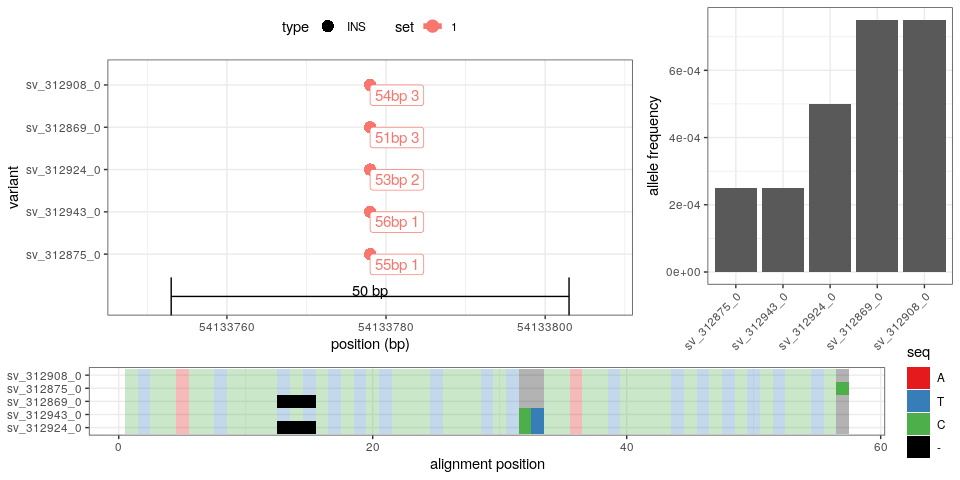 type INS set 1
sv_312908_0
sv_312869_0
sv_312924_0
sv_312943_0
sv_312875_0
variant
54bp 3
51bp 3
53bp 2
56bp 1
55bp 1
50 bp
54133760 54133780 54133800
position (bp)
allele frequency
6e-04
4e-04
2e-04
0e+00
sv_312875_0
sv_312943_0
sv_312924_0
sv_312869_0
sv_312908_0
sv_312908_0
sv_312875_0
sv_312869_0
sv_312943_0
sv_312924_0
0 20 40 60
alignment position
seq
A
T
C
-